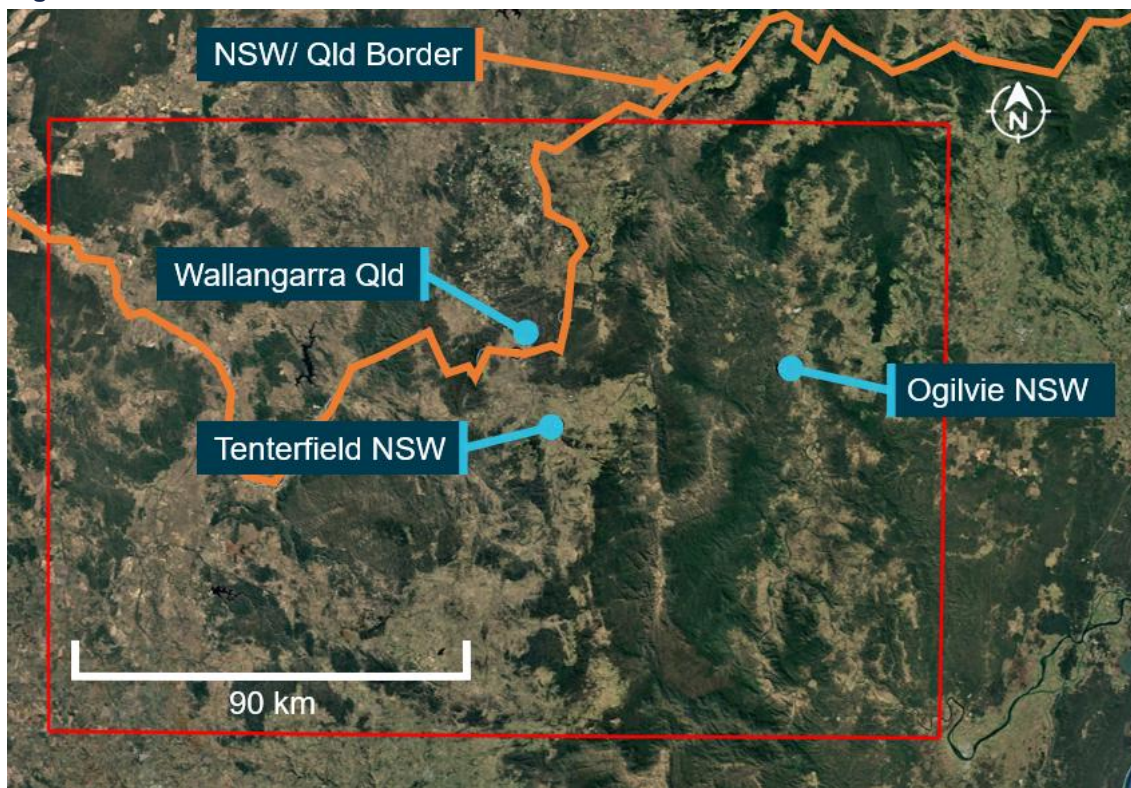 NSW/ Qld Border
N
Wallangarra Qld
Ogilvie NSW
Tenterfield NSW
90 km